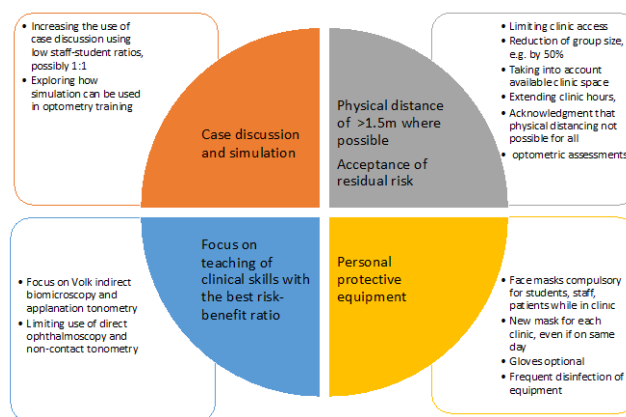 • Increasing the use of
case discussion using
low staff-student ratios,
possibly 1:1
• Exploring how
simulation can be used
in optometry training
Case discussion
and simulation
Physical distance
of >1.5m where
possible
Acceptance of
residual risk
• Limiting clinic access
• Reduction of group size,
e.g. by 50%
• Taking into account
available clinic space
• Extending clinic hours,
• Acknowledgment that
physical distancing not
possible for all
• optometric assessments
• Focus on Volk indirect
biomicroscopy and
applanation tonometry
• Limiting use of direct
ophthalmoscopy and
non-contact tonometry
Focus on
teaching of
clinical skills with
the best risk-
benefit ratio
Personal
protective
equipment
• Face masks compulsory
for students, staff,
patients while in clinic
• New mask for each
clinic, even if on same
day
• Gloves optional
• Frequent disinfection of
equipment